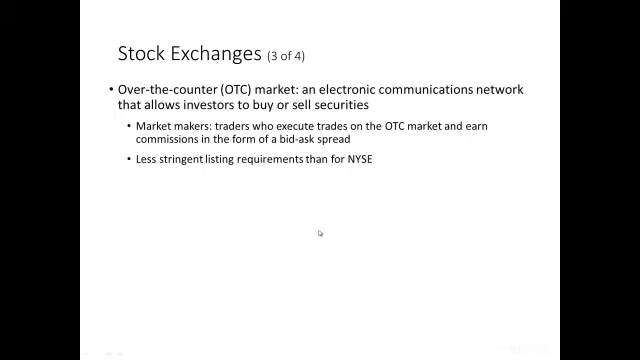 Stock Exchanges (3 of 4)
• Over-the-counter (OTC) market: an electronic communications network
that allows investors to buy or sell securities
• Market makers: traders who execute trades on the OTC market and earn
commissions in the form of a bid-ask spread
• Less stringent listing requirements than for NYSE